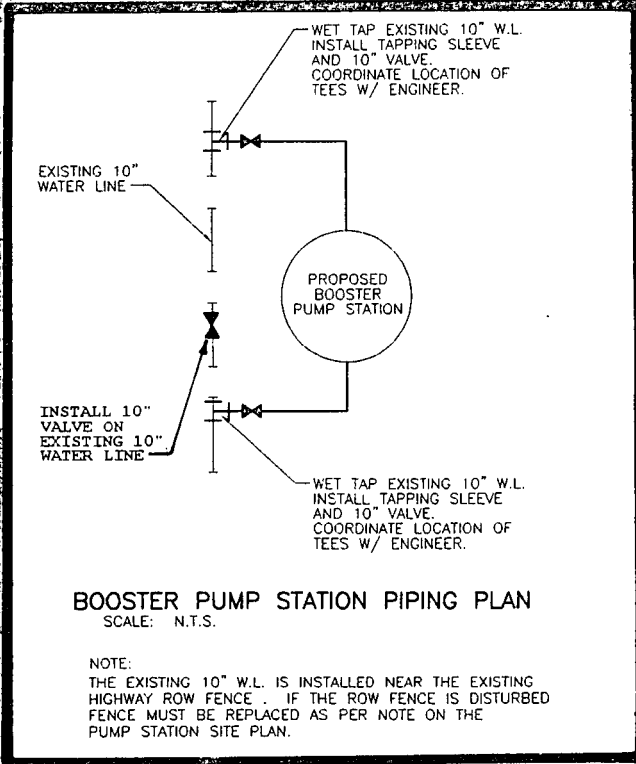 WET TAP EXISTING 10" W.L.
INSTALL TAPPING SLEEVE
AND 10" VALVE.
COORDINATE LOCATION OF
TEES W/ ENGINEER.
EXISTING 10"
WATER LINE
PROPOSED
BOOSTER
PUMP STATION
INSTALL 10"
VALVE ON
EXISTING 10"
WATER LINE
WET TAP EXISTING 10" W.L.
INSTALL TAPPING SLEEVE
AND 10" VALVE.
COORDINATE LOCATION OF
TEES W/ ENGINEER.
BOOSTER PUMP STATION PIPING PLAN
SCALE: N.T.S.
NOTE:
THE EXISTING 10" W.L. IS INSTALLED NEAR THE EXISTING
HIGHWAY ROW FENCE . IF THE ROW FENCE IS DISTURBED
FENCE MUST BE REPLACED AS PER NOTE ON THE
PUMP STATION SITE PLAN.